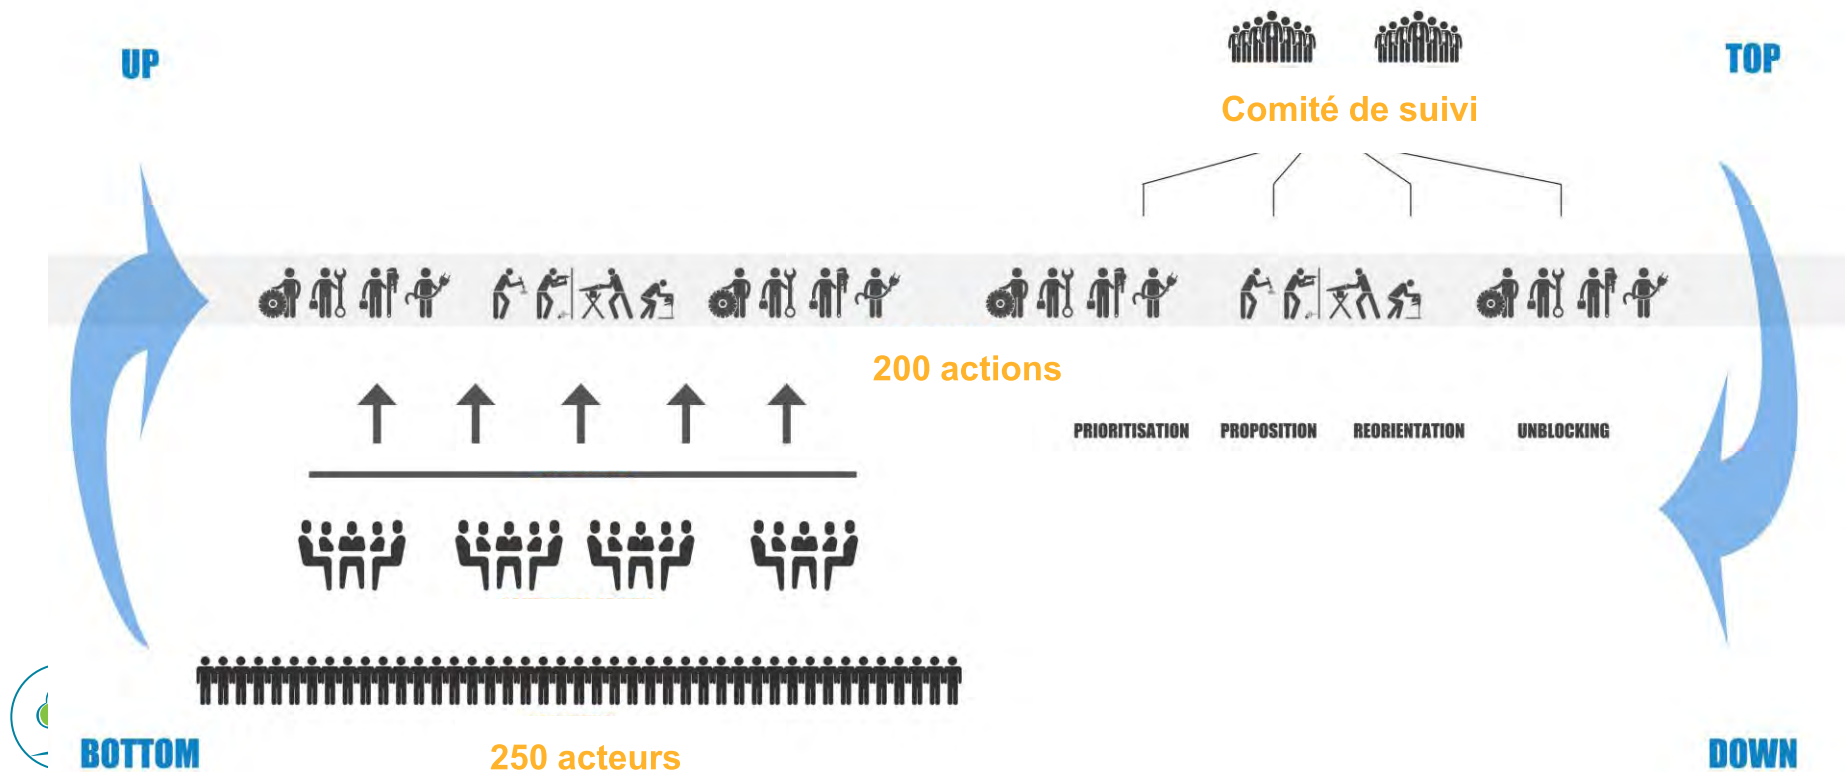 UP
TOP
Comité de suivi
200 actions
PRIORITISATION PROPOSITION REORIENTATION UNBLOCKING
BOTTOM
250 acteurs
DOWN